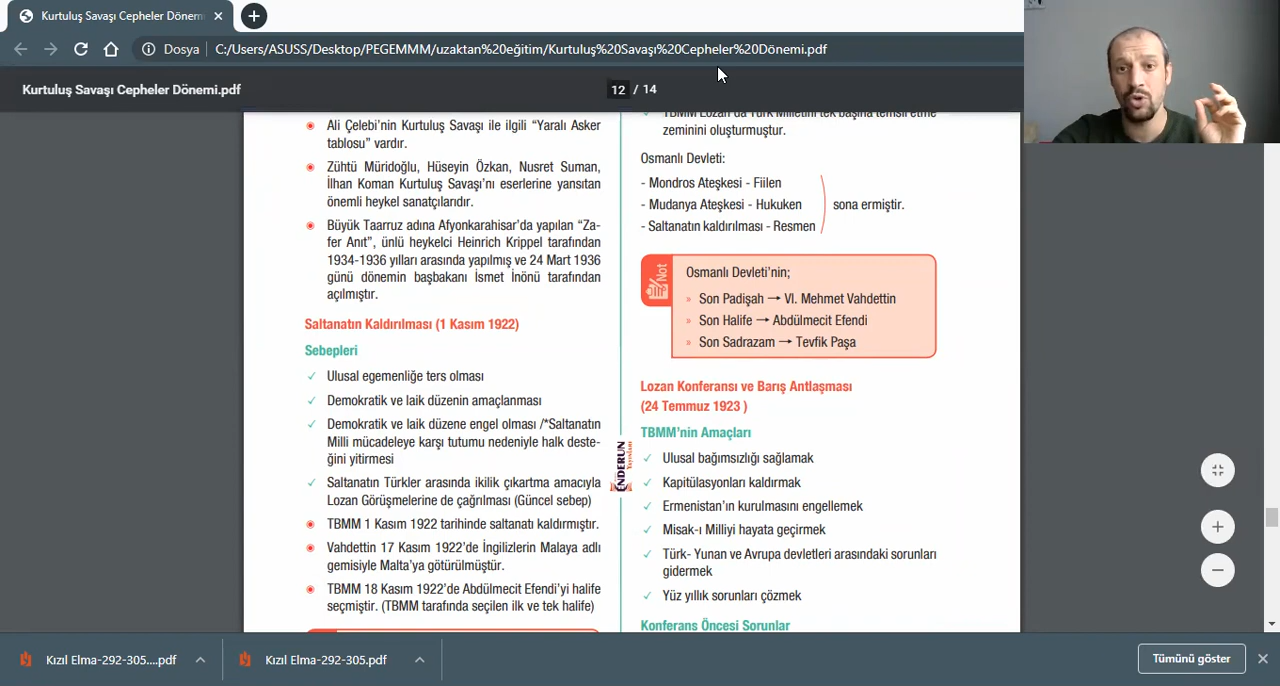 Kurtuluş Savaşı Cepheler Dönem
Dosya
C:/Users/ASUSS/Desktop/PEGEMMM/uzaktan%20eğitim/Kurtuluş%20Savaşı%20Cepheler%20Dönemi.pdf
Kurtuluş Savaşı Cepheler Dönemi.pdf
12 / 14
Ali Çelebi'nin Kurtuluş Savaşı ile ilgili "Yaralı Asker
tablosu" vardır.
Zühtü Müridoğlu, Hüseyin Özkan, Nusret Suman,
İlhan Koman Kurtuluş Savaşı'nı eserlerine yansıtan
önemli heykel sanatçılarıdır.
Büyük Taarruz adına Afyonkarahisar'da yapılan "Za-
fer Anıt", ünlü heykelci Heinrich Krippel tarafından
1934-1936 yılları arasında yapılmış ve 24 Mart 1936
günü dönemin başbakanı İsmet İnönü tarafından
açılmıştır.
Saltanatın Kaldırılması (1 Kasım 1922)
Sebepleri
✓ Ulusal egemenliğe ters olması
✓ Demokratik ve laik düzenin amaçlanması
✓ Demokratik ve laik düzene engel olması /*Saltanatın
Milli mücadeleye karşı tutumu nedeniyle halk deste-
ğini yitirmesi
✓ Saltanatın Türkler arasında ikilik çıkartma amacıyla
Lozan Görüşmelerine de çağrılması (Güncel sebep)
TBMM 1 Kasım 1922 tarihinde saltanatı kaldırmıştır.
Vahdettin 17 Kasım 1922'de İngilizlerin Malaya adlı
gemisiyle Malta'ya götürülmüştür.
TBMM 18 Kasım 1922'de Abdülmecit Efendi'yi halife
seçmiştir. (TBMM tarafında seçilen ilk ve tek halife)
ENDERUN
Yayınları
✓ TBMM Lozan'da Türk Milletini tek başına temsil etme
zeminini oluşturmuştur.
Osmanlı Devleti:
- Mondros Ateşkesi - Fiilen
- Mudanya Ateşkesi - Hukuken
- Saltanatın kaldırılması - Resmen
sona ermiştir.
Not
Osmanlı Devleti'nin;
» Son Padişah → VI. Mehmet Vahdettin
» Son Halife → Abdülmecit Efendi
» Son Sadrazam → Tevfik Paşa
Lozan Konferansı ve Barış Antlaşması
(24 Temmuz 1923 )
TBMM'nin Amaçları
✓ Ulusal bağımsızlığı sağlamak
✓ Kapitülasyonları kaldırmak
✓ Ermenistan'ın kurulmasını engellemek
✓ Misak-ı Milliyi hayata geçirmek
✓ Türk- Yunan ve Avrupa devletleri arasındaki sorunları
gidermek
✓ Yüz yıllık sorunları çözmek
Konferans Öncesi Sorunlar
Kızıl Elma-292-305....pdf
Kızıl Elma-292-305.pdf
Tümünü göster